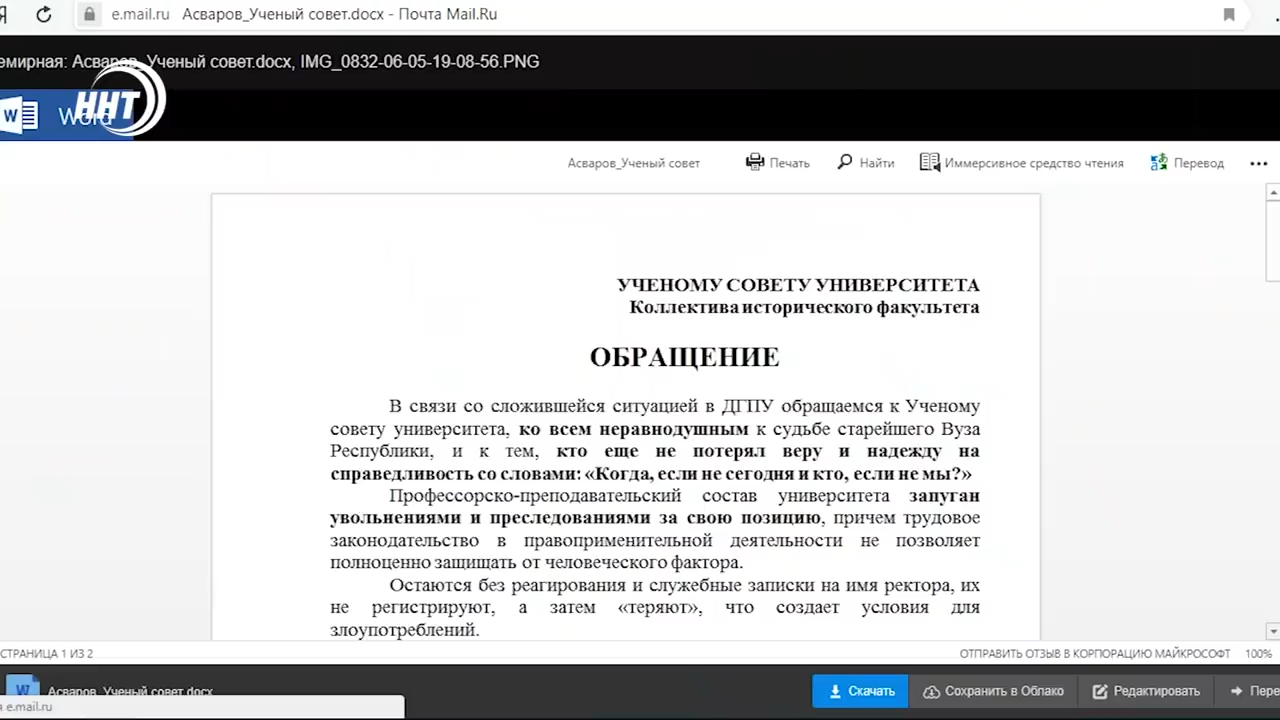 e.mail.ru Асваров_Ученый совет.docx - Почта Mail.Ru
емирная: Асваров_Ученый совет.docx, IMG_0832-06-05-19-08-56.PNG
ННТ
W Word
Асваров_Ученый совет Печать Найти Иммерсивное средство чтения Перевод
УЧЕНОМУ СОВЕТУ УНИВЕРСИТЕТА
Коллектива исторического факультета
ОБРАЩЕНИЕ
В связи со сложившейся ситуацией в ДГПУ обращаемся к Ученому
совету университета, ко всем неравнодушным к судьбе старейшего Вуза
Республики, и к тем, кто еще не потерял веру и надежду на
справедливость со словами: «Когда, если не сегодня и кто, если не мы?»
Профессорско-преподавательский состав университета запуган
увольнениями и преследованиями за свою позицию, причем трудовое
законодательство в правоприменительной деятельности не позволяет
полноценно защищать от человеческого фактора.
Остаются без реагирования и служебные записки на имя ректора, их
не регистрируют, а затем «теряют», что создает условия для
злоупотреблений.
СТРАНИЦА 1 ИЗ 2 ОТПРАВИТЬ ОТЗЫВ В КОРПОРАЦИЮ МАЙКРОСОФТ 100%
W Асваров_Ученый совет.docx Скачать Сохранить в Облако Редактировать Пере
я e.mail.ru